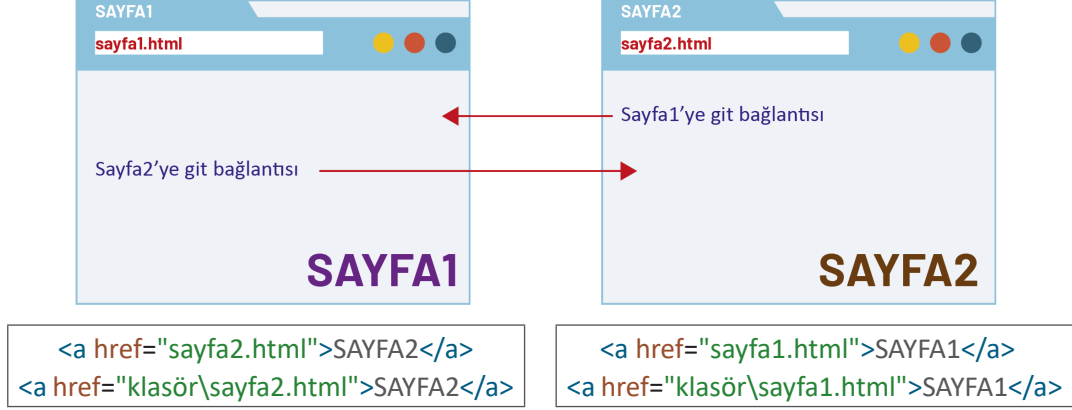 SAYFA1
sayfa1.html
Sayfa2’ye git bağlantısı
SAYFA1
<a href="sayfa2.html">SAYFA2</a>
<a href="klasör\sayfa2.html">SAYFA2</a>
SAYFA2
sayfa2.html
Sayfa1’ye git bağlantısı
SAYFA2
<a href="sayfa1.html">SAYFA1</a>
<a href="klasör\sayfa1.html">SAYFA1</a>